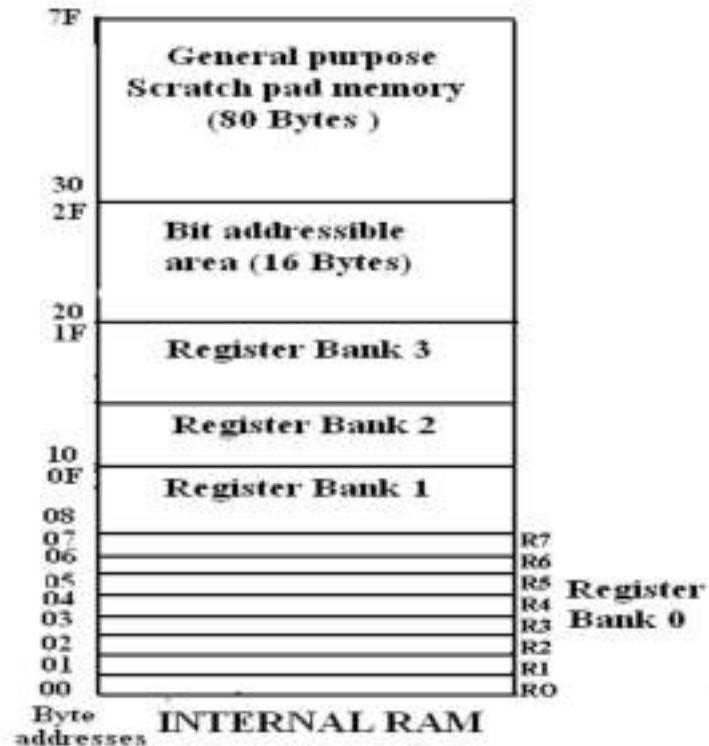 7F
General purpose
Scratch pad memory
(80 Bytes )
30
2F
Bit addressible
area (16 Bytes)
20
1F
Register Bank 3
Register Bank 2
10
0F
Register Bank 1
08
07 R7
06 R6
05 R5
04 R4
03 R3
02 R2
01 R1
00 RO
Register
Bank 0
Byte
addresses
INTERNAL RAM